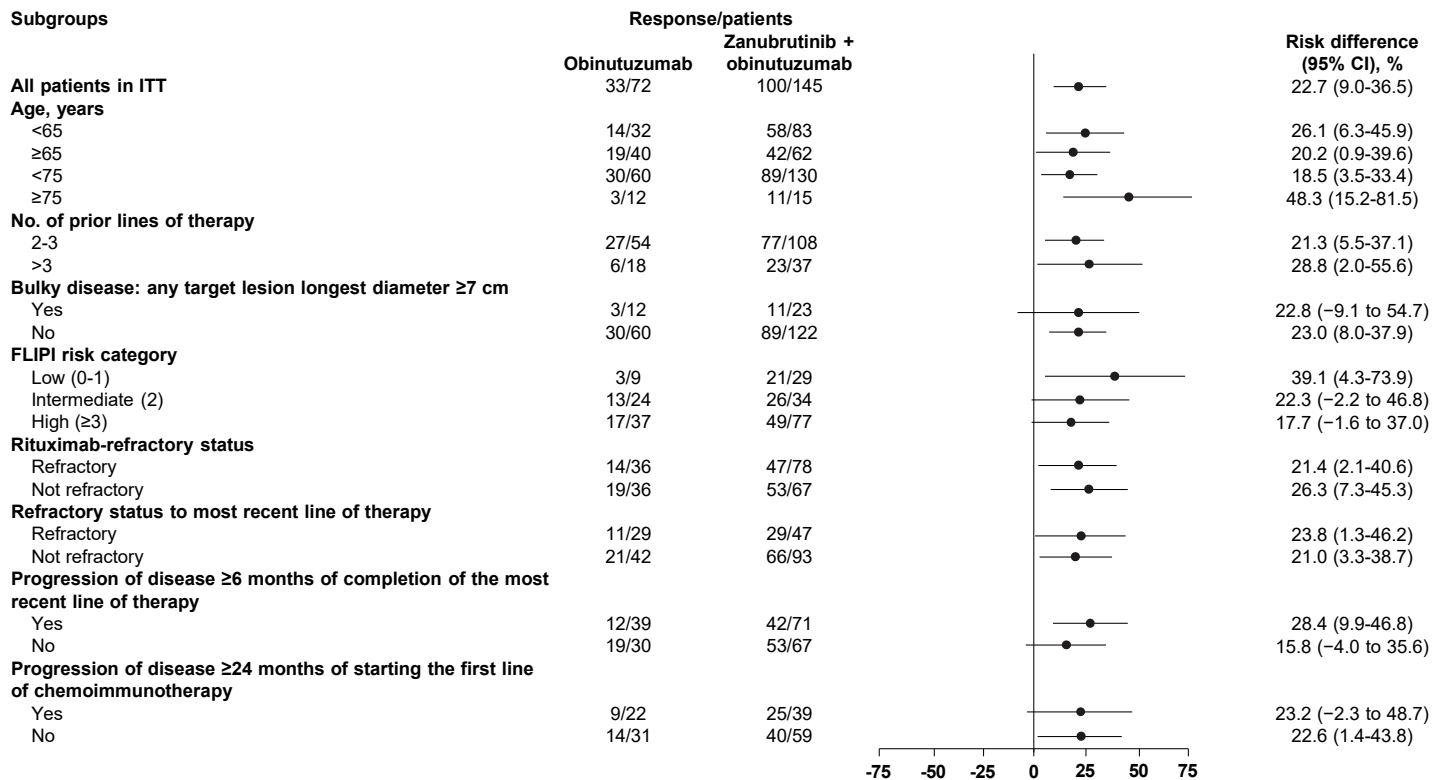 Subgroups Response/patients
Zanubrutinib + Risk difference
Obinutuzumab obinutuzumab (95% CI), %
All patients in ITT 33/72 100/145 22.7 (9.0-36.5)
Age, years
<65 14/32 58/83 26.1 (6.3-45.9)
≥65 19/40 42/62 20.2 (0.9-39.6)
<75 30/60 89/130 18.5 (3.5-33.4)
≥75 3/12 11/15 48.3 (15.2-81.5)
No. of prior lines of therapy
2-3 27/54 77/108 21.3 (5.5-37.1)
>3 6/18 23/37 28.8 (2.0-55.6)
Bulky disease: any target lesion longest diameter ≥7 cm
Yes 3/12 11/23 22.8 (−9.1 to 54.7)
No 30/60 89/122 23.0 (8.0-37.9)
FLIPI risk category
Low (0-1) 3/9 21/29 39.1 (4.3-73.9)
Intermediate (2) 13/24 26/34 22.3 (−2.2 to 46.8)
High (≥3) 17/37 49/77 17.7 (−1.6 to 37.0)
Rituximab-refractory status
Refractory 14/36 47/78 21.4 (2.1-40.6)
Not refractory 19/36 53/67 26.3 (7.3-45.3)
Refractory status to most recent line of therapy
Refractory 11/29 29/47 23.8 (1.3-46.2)
Not refractory 21/42 66/93 21.0 (3.3-38.7)
Progression of disease ≥6 months of completion of the most
recent line of therapy
Yes 12/39 42/71 28.4 (9.9-46.8)
No 19/30 53/67 15.8 (−4.0 to 35.6)
Progression of disease ≥24 months of starting the first line
of chemoimmunotherapy
Yes 9/22 25/39 23.2 (−2.3 to 48.7)
No 14/31 40/59 22.6 (1.4-43.8)
-75 -50 -25 0 25 50 75